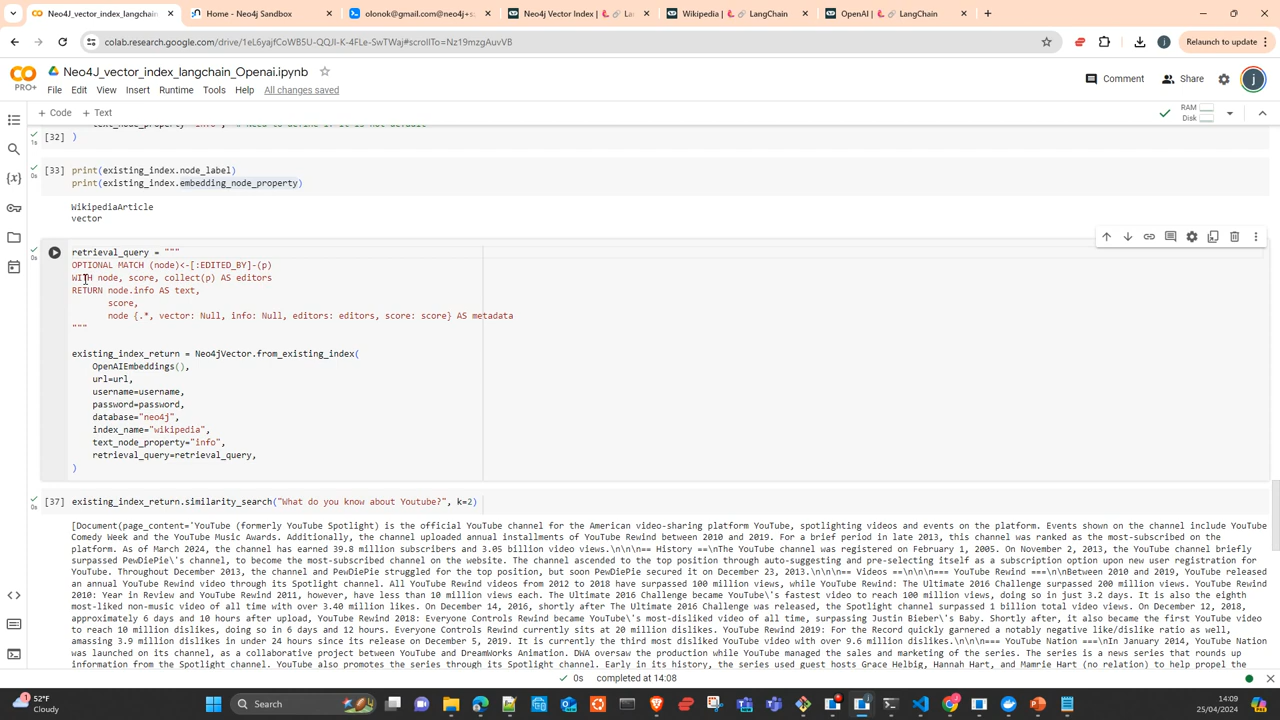 Neo4J_vector_index_langchain_
Home - Neo4j Sandbox
olonok@gmail.com@neo4j+s:
Neo4j Vector Index | 🦜️🔗 La
Wikipedia | 🦜️🔗 LangChain
OpenAI | 🦜️🔗 LangChain
colab.research.google.com/drive/1eL6yajfCoWB5U-QQJI-K-4FLe-SwTWaj#scrollTo=Nz19mzgAuvVB
Relaunch to update
CO
PRO+
Neo4J_vector_index_langchain_Openai.ipynb
File Edit View Insert Runtime Tools Help All changes saved
Comment
Share
+ Code + Text
RAM
Disk
[32] )
1s
[33] print(existing_index.node_label)
0s
print(existing_index.embedding_node_property)
WikipediaArticle
vector
0s
retrieval_query = """
OPTIONAL MATCH (node)<-[:EDITED_BY]-(p)
WITH node, score, collect(p) AS editors
RETURN node.info AS text,
score,
node {.*, vector: Null, info: Null, editors: editors, score: score} AS metadata
"""
existing_index_return = Neo4jVector.from_existing_index(
OpenAIEmbeddings(),
url=url,
username=username,
password=password,
database="neo4j",
index_name="wikipedia",
text_node_property="info",
retrieval_query=retrieval_query,
)
[37] existing_index_return.similarity_search("What do you know about Youtube?", k=2)
0s
[Document(page_content='YouTube (formerly YouTube Spotlight) is the official YouTube channel for the American video-sharing platform YouTube, spotlighting videos and events on the platform. Events shown on the channel include YouTube
Comedy Week and the YouTube Music Awards. Additionally, the channel uploaded annual installments of YouTube Rewind between 2010 and 2019. For a brief period in late 2013, this channel was ranked as the most-subscribed on the
platform. As of March 2024, the channel has earned 39.8 million subscribers and 3.05 billion video views.\n\n\n== History ==\nThe YouTube channel was registered on February 1, 2005. On November 2, 2013, the YouTube channel briefly
surpassed PewDiePie\'s channel, to become the most-subscribed channel on the website. The channel ascended to the top position through auto-suggesting and pre-selecting itself as a subscription option upon new user registration for
YouTube. Throughout December 2013, the channel and PewDiePie struggled for the top position, but soon PewDiePie secured it on December 23, 2013.\n\n\n== Videos ==\n\n\n=== YouTube Rewind ===\n\nBetween 2010 and 2019, YouTube released
an annual YouTube Rewind video through its Spotlight channel. All YouTube Rewind videos from 2012 to 2018 have surpassed 100 million views, while Rewind: The Ultimate 2016 Challenge surpassed 200 million views. YouTube Rewind
2010: Year in Review and YouTube Rewind 2011, however, have less than 10 million views each. The Ultimate 2016 Challenge became YouTube\'s fastest video to reach 100 million views, doing so in just 3.2 days. It is also the eighth
most-liked non-music video of all time with over 3.40 million likes. On December 14, 2016, shortly after The Ultimate 2016 Challenge was released, the Spotlight channel surpassed 1 billion total video views. On December 12, 2018,
approximately 6 days and 10 hours after upload, YouTube Rewind 2018: Everyone Controls Rewind became YouTube\'s most-disliked video of all time, surpassing Justin Bieber\'s Baby. Shortly after, it also became the first YouTube video
to reach 10 million dislikes, doing so in 6 days and 12 hours. Everyone Controls Rewind currently sits at 20 million dislikes. YouTube Rewind 2019: For the Record quickly garnered a notably negative like/dislike ratio as well,
amassing 3.9 million dislikes in under 24 hours since its release on December 5, 2019. It is currently the third most disliked video on YouTube with over 9.6 million dislikes.\n\n\n=== YouTube Nation ===\nIn January 2014, YouTube Nation
was launched on its channel, as a collaborative project between YouTube and DreamWorks Animation. DWA oversaw the production while YouTube managed the sales and marketing of the series. The series is a news series that rounds up
information from the Spotlight channel. YouTube also promotes the series through its Spotlight channel. Early in its history, the series used guest hosts Grace Helbig, Hannah Hart, and Mamrie Hart (no relation) to help propel the
0s completed at 14:08
52°F
Cloudy
Search
14:09
25/04/2024